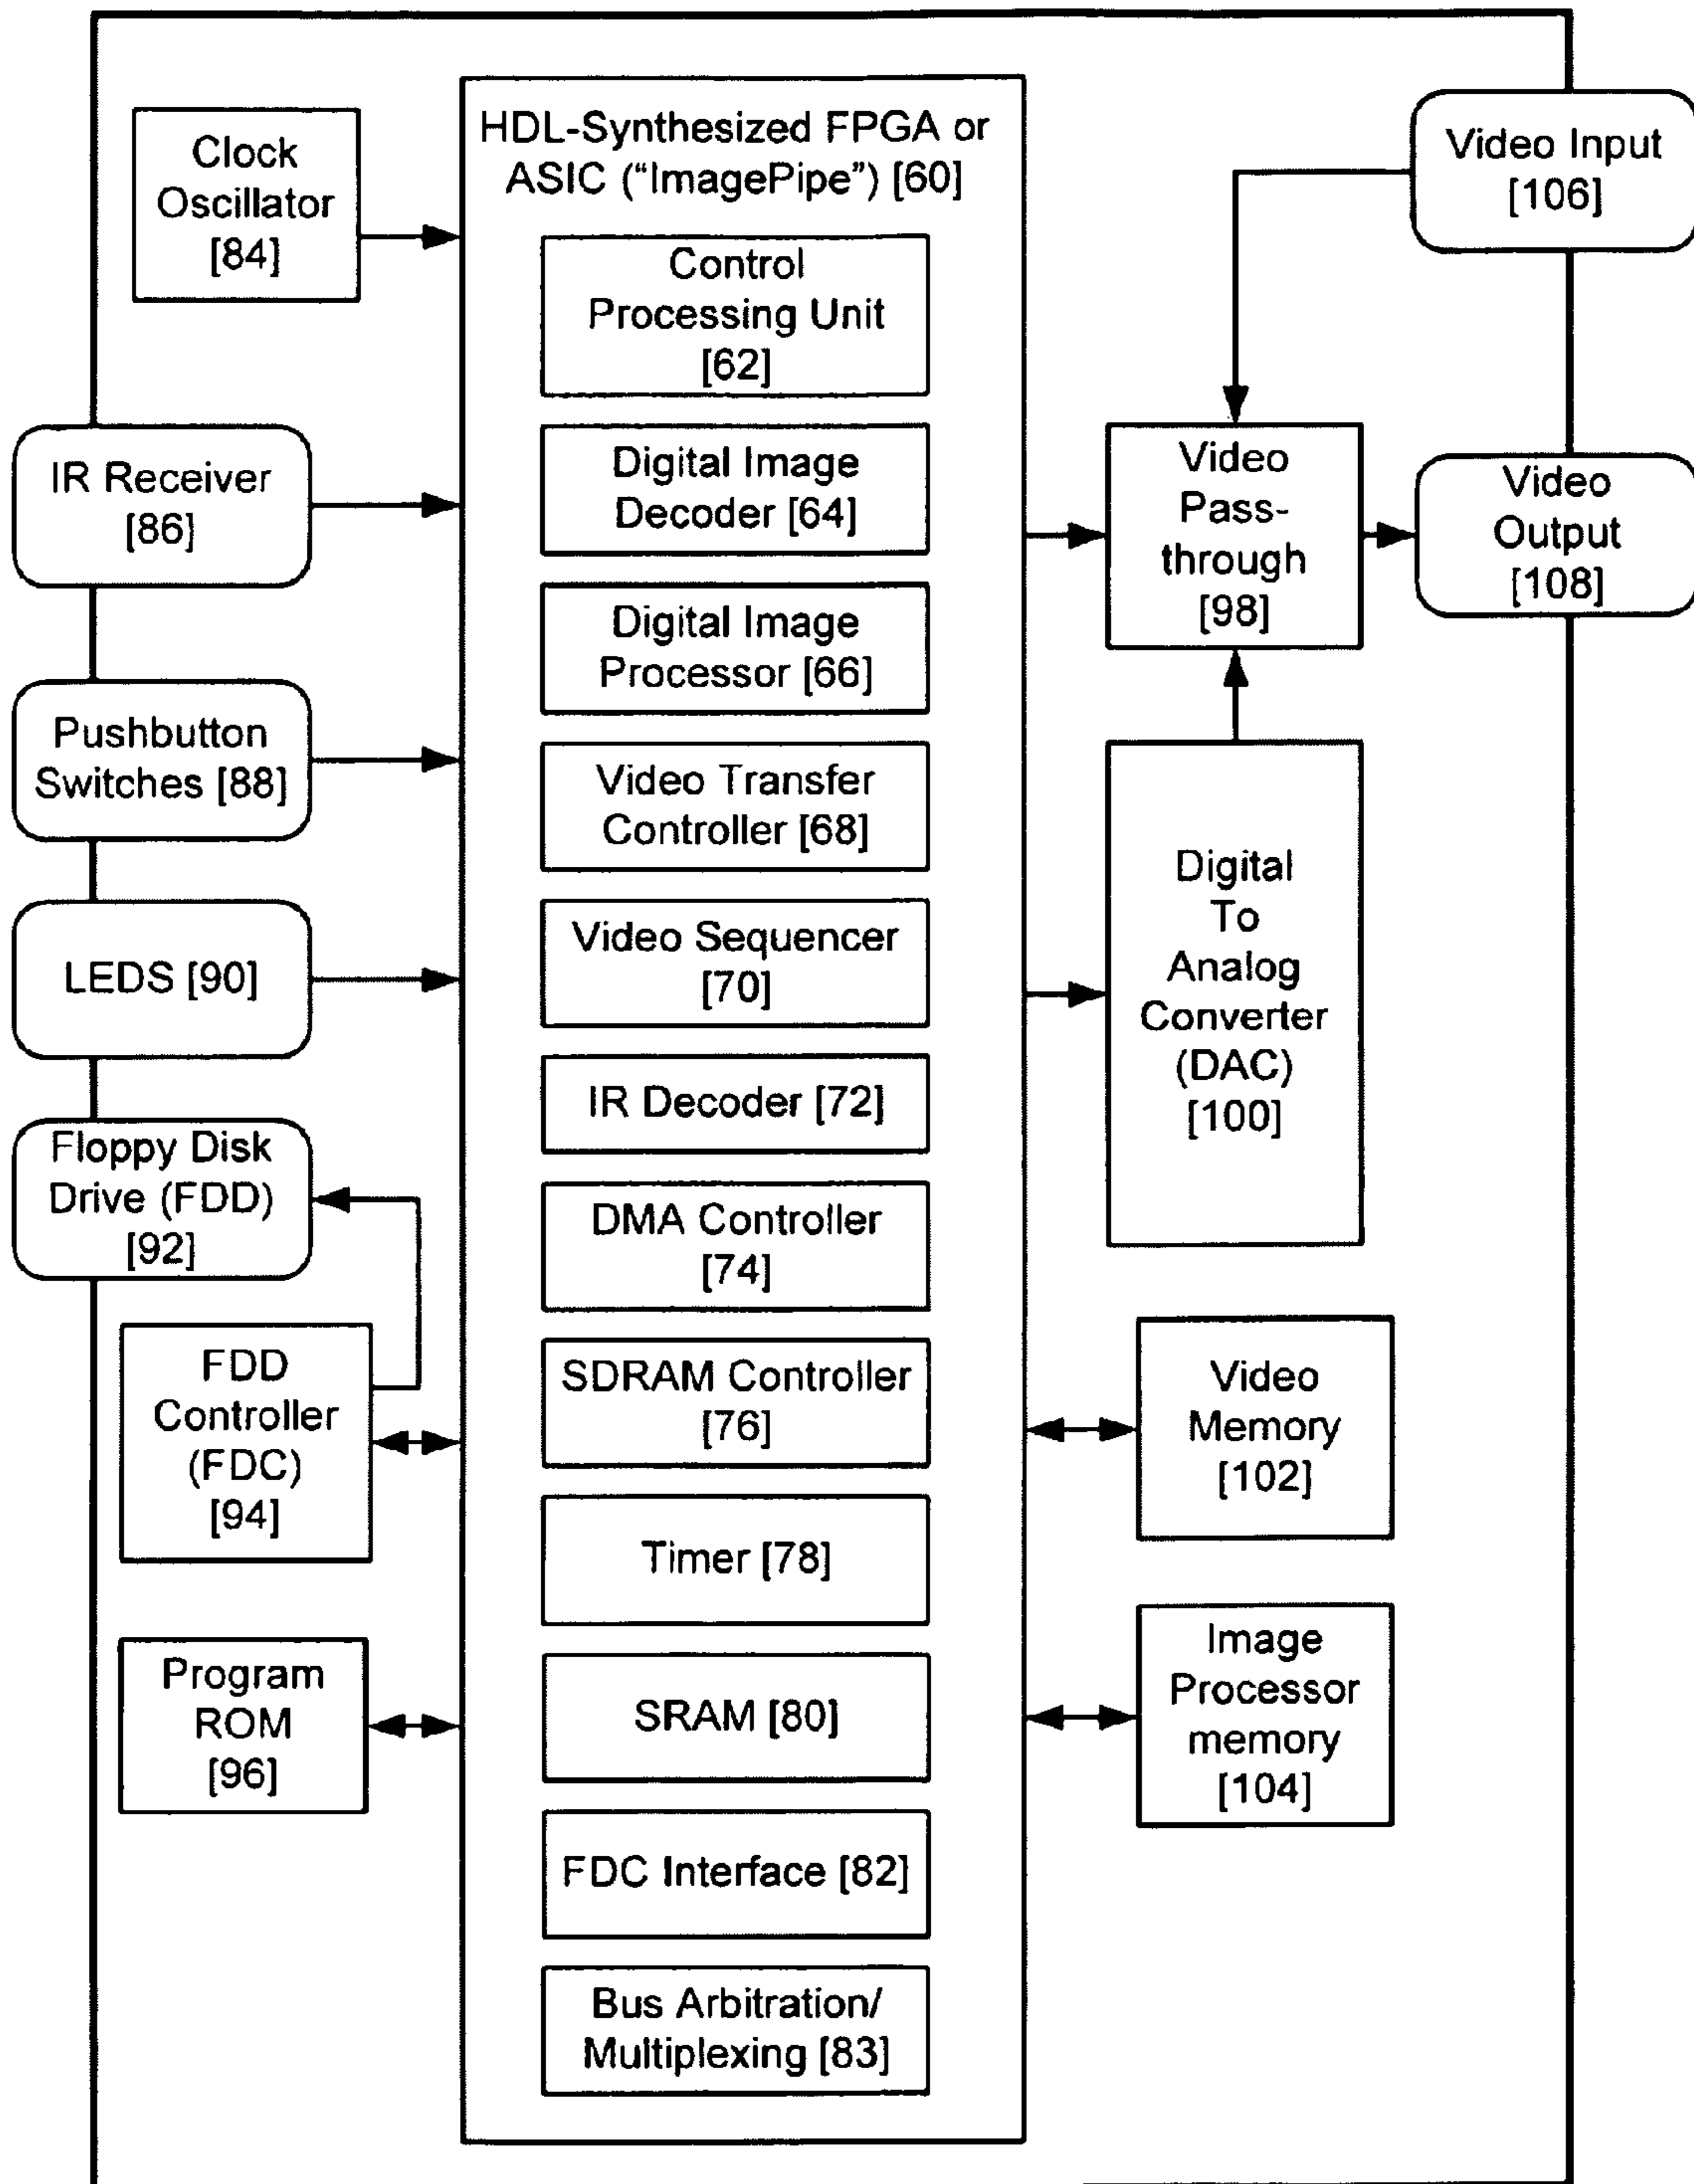 Clock
Oscillator
[84]
IR Receiver
[86]
Pushbutton
Switches [88]
LEDS [90]
Floppy Disk
Drive (FDD)
[92]
FDD
Controller
(FDC)
[94]
Program
ROM
[96]
HDL-Synthesized FPGA or
ASIC (“ImagePipe”) [60]
Control
Processing Unit
[62]
Digital Image
Decoder [64]
Digital Image
Processor [66]
Video Transfer
Controller [68]
Video Sequencer
[70]
IR Decoder [72]
DMA Controller
[74]
SDRAM Controller
[76]
Timer [78]
SRAM [80]
FDC Interface [82]
Bus Arbitration/
Multiplexing [83]
Video Input
[106]
Video
Pass-
through
[98]
Video
Output
[108]
Digital
To
Analog
Converter
(DAC)
[100]
Video
Memory
[102]
Image
Processor
memory
[104]